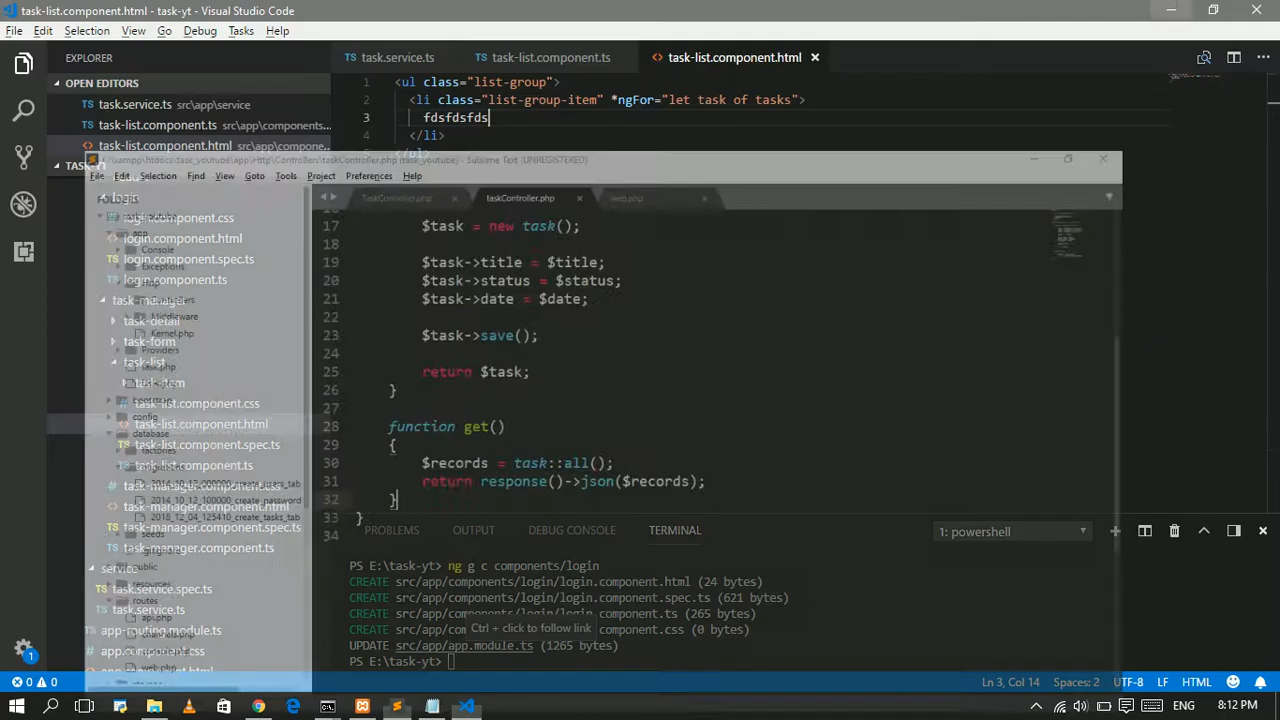 task-list.component.html - task-yt - Visual Studio Code
File Edit Selection View Go Debug Tasks Help
EXPLORER
task.service.ts
task-list.component.ts
task-list.component.html
OPEN EDITORS
task.service.ts src\app\service
task-list.component.ts src\app\components...
task-list.component.html
1 <ul class="list-group">
2 <li class="list-group-item" *ngFor="let task of tasks">
3 fdsfdsfds
4 </li>
</ul>
TASK-YT
C:\xampp\htdocs\task_youtube\app\Http\Controllers\taskController.php (task_youtube) - Sublime Text (UNREGISTERED)
File Edit Selection Find View Goto Tools Project Preferences Help
TaskController.php
taskController.php
web.php
login
FOLDERS
login.component.css
app
login.component.html
Console
login.component.spec.ts
Exceptions
login.component.ts
Http
task-manager
Middleware
task-detail
Kernel.php
task-form
Providers
task-list
task.php
task-item
task-list.component.css
config
task-list.component.html
database
task-list.component.spec.ts
factories
task-list.component.ts
task-manager.component.css
2014_10_12_000000_create_users_tab
task-manager.component.html
2014_10_12_100000_create_password
2018_12_04_125410_create_tasks_tab
task-manager.component.spec.ts
seeds
task-manager.component.ts
service
public
resources
task.service.spec.ts
routes
task.service.ts
api.php
app-routing.module.ts
app.component.css
web.php
17 $task = new task();
18
19 $task->title = $title;
20 $task->status = $status;
21 $task->date = $date;
22
23 $task->save();
24
25 return $task;
26 }
27
28 function get()
29 {
30 $records = task::all();
31 return response()->json($records);
32 }
33 }
34
PROBLEMS OUTPUT DEBUG CONSOLE TERMINAL
1: powershell
PS E:\task-yt> ng g c components/login
CREATE src/app/components/login/login.component.html (24 bytes)
CREATE src/app/components/login/login.component.spec.ts (621 bytes)
CREATE src/app/components/login/login.component.ts (265 bytes)
CREATE src/app/com component.css (0 bytes)
Ctrl + click to follow link
UPDATE src/app/app.module.ts (1265 bytes)
PS E:\task-yt>
1
0 0
Ln 3, Col 14 Spaces: 2 UTF-8 LF HTML
ENG 8:12 PM